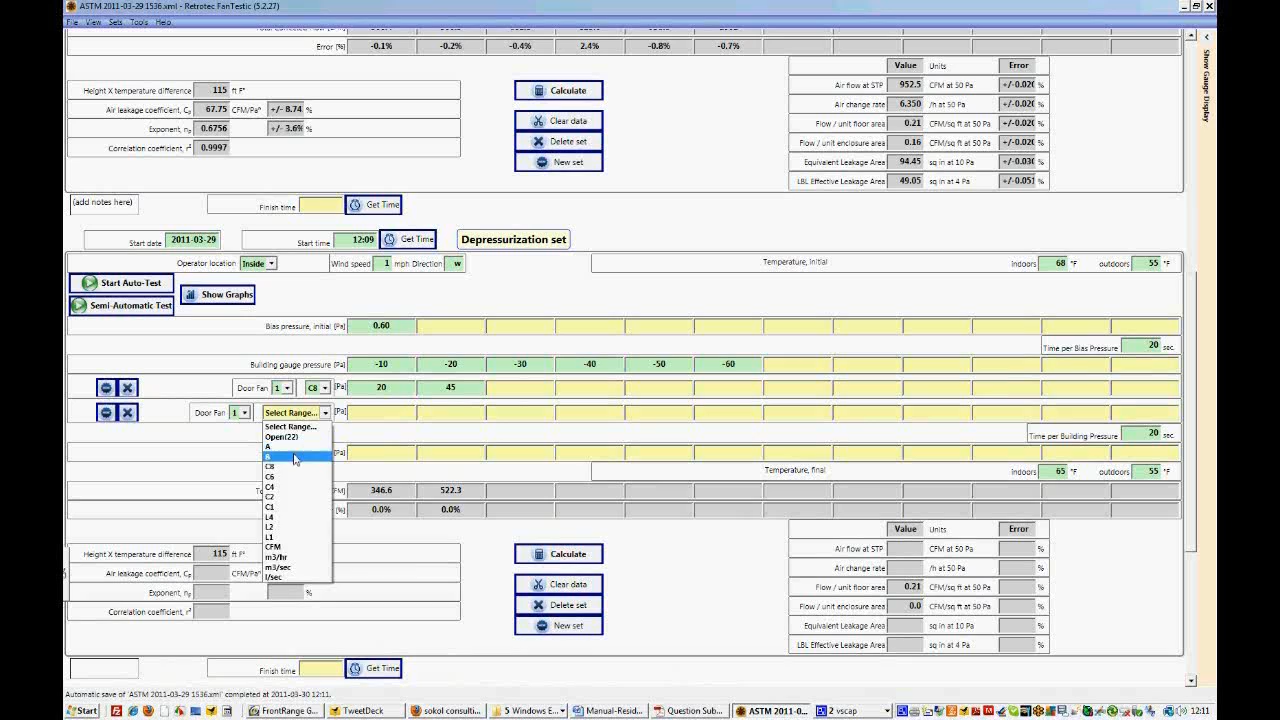 ASTM 2011-03-29 1536.xml - Retrotec FanTestic (5.2.27)
File View Sets Tools Help
Error [%] -0.1% -0.2% -0.4% 2.4% -0.8% -0.7%
Value Units Error
Height X temperature difference 115 ft F° Calculate Air flow at STP 952.5 CFM at 50 Pa +/-0.020 %
Air leakage coefficient, C 67.75 CFM/Pa +/- 8.74 % Air change rate 6.350 /h at 50 Pa +/-0.020 %
Clear data Flow / unit floor area 0.21 CFM/sq ft at 50 Pa +/-0.020 %
Exponent, n 0.6756 +/- 3.6% %
Delete set Flow / unit enclosure area 0.16 CFM/sq ft at 50 Pa +/-0.020 %
Correlation coefficient, r² 0.9997
New set Equivalent Leakage Area 94.45 sq in at 10 Pa +/-0.030 %
LBL Effective Leakage Area 49.05 sq in at 4 Pa +/-0.051 %
(add notes here) Finish time Get Time
Start date 2011-03-29 Start time 12:09 Get Time Depressurization set
Operator location Inside Wind speed 1 mph Direction w Temperature, initial indoors 68 °F outdoors 55 °F
Start Auto-Test
Show Graphs
Semi-Automatic Test
Bias pressure, initial [Pa] 0.60
Time per Bias Pressure 20 sec.
Building gauge pressure [Pa] -10 -20 -30 -40 -50 -60
Door Fan 1 C8 [Pa] 20 45
Door Fan 1 Select Range... [Pa]
Select Range...
Open(22)
Time per Building Pressure 20 sec.
A
B [Pa]
C8
Temperature, final indoors 65 °F outdoors 55 °F
C6
C4
346.6 522.3
C2
C1
[%] 0.0% 0.0%
L4
L2
Value Units Error
L1
CFM
Height X temperature difference 115 ft F° m3/hr Calculate Air flow at STP CFM at 50 Pa %
m3/sec
Air leakage coefficient, C CFM/Pa Air change rate /h at 50 Pa %
l/sec
Clear data Flow / unit floor area 0.21 CFM/sq ft at 50 Pa %
Exponent, n %
Delete set Flow / unit enclosure area 0.0 CFM/sq ft at 50 Pa %
Correlation coefficient, r²
New set Equivalent Leakage Area sq in at 10 Pa %
LBL Effective Leakage Area sq in at 4 Pa %
Finish time Get Time
Automatic save of 'ASTM 2011-03-29 1536.xml' completed at 2011-03-30 12:11.
Start FrontRange G... TweetDeck sokol consulti... 5 Windows E... Manual-Resid... Question Sub... ASTM 2011-0... 2 vscap 12:11
Show Gauge Display